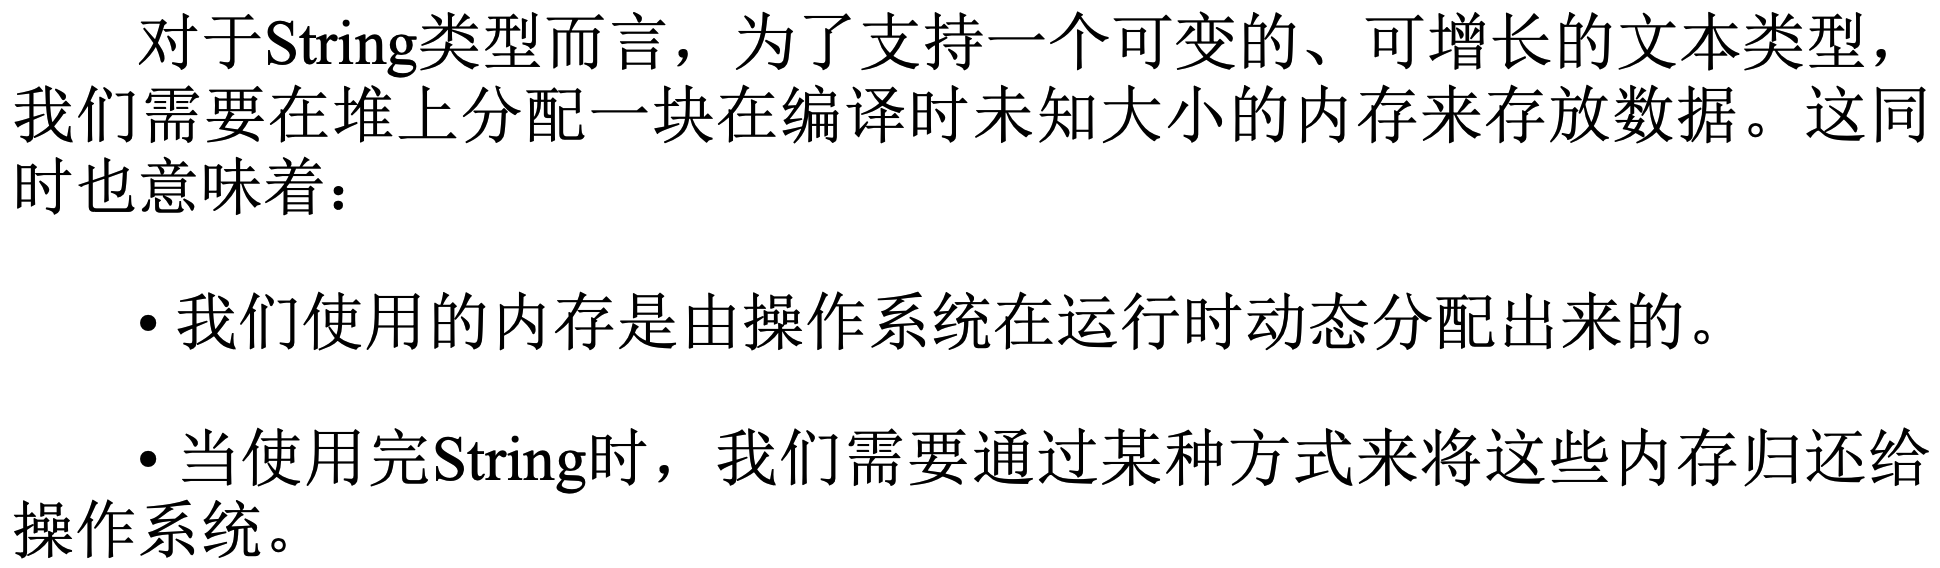 对于String类型而言，为了支持一个可变的、可增长的文本类型，
我们需要在堆上分配一块在编译时未知大小的内存来存放数据。这同
时也意味着：
• 我们使用的内存是由操作系统在运行时动态分配出来的。
• 当使用完String时，我们需要通过某种方式来将这些内存归还给
操作系统。